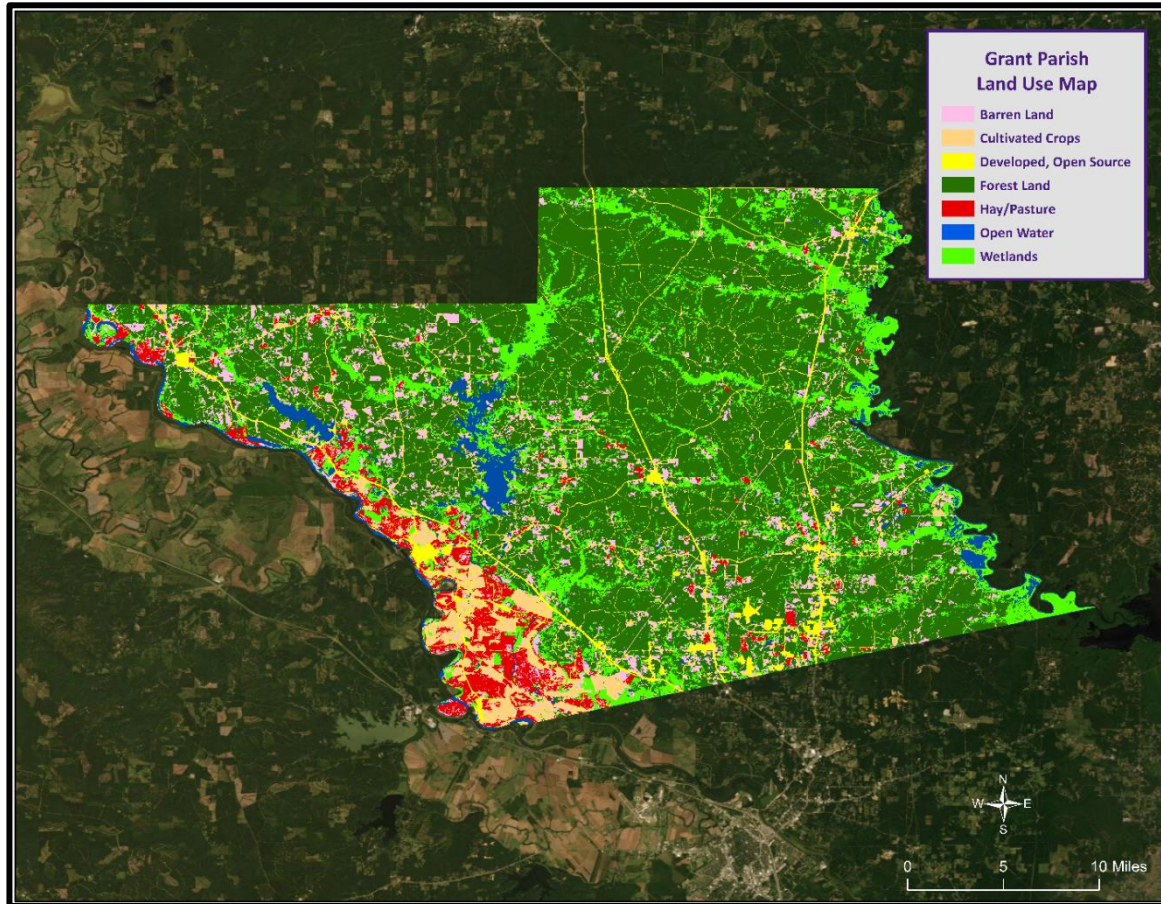 Grant Parish
Land Use Map
Barren Land
Cultivated Crops
Developed, Open Source
Forest Land
Hay/Pasture
Open Water
Wetlands
N
W E
S
0 5 10 Miles